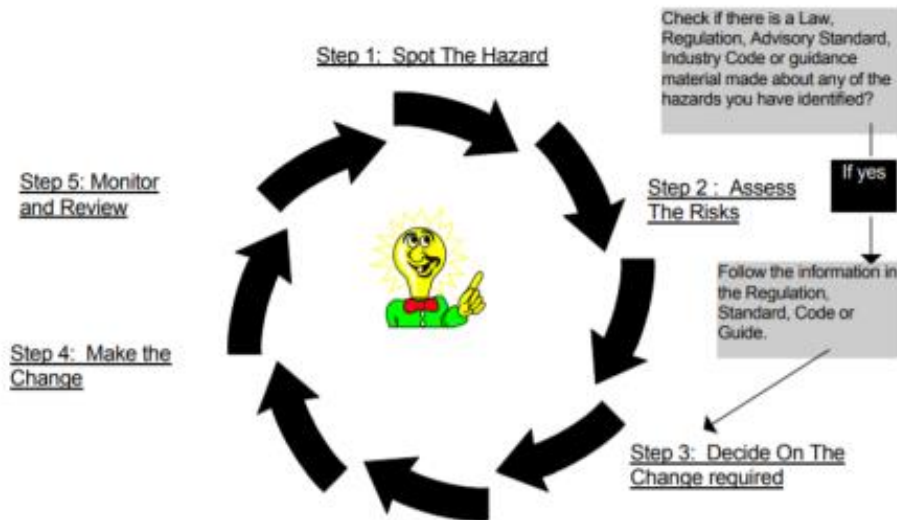 Step 1:  Spot The Hazard
Check if there is a Law,
Regulation, Advisory Standard,
Industry Code or guidance
material made about any of the
hazards you have identified?
If yes
Step 2 :  Assess
The Risks
Follow the information in
the Regulation,
Standard, Code or
Guide.
Step 3:  Decide On The
Change required
Step 4:  Make the
Change
Step 5: Monitor
and Review